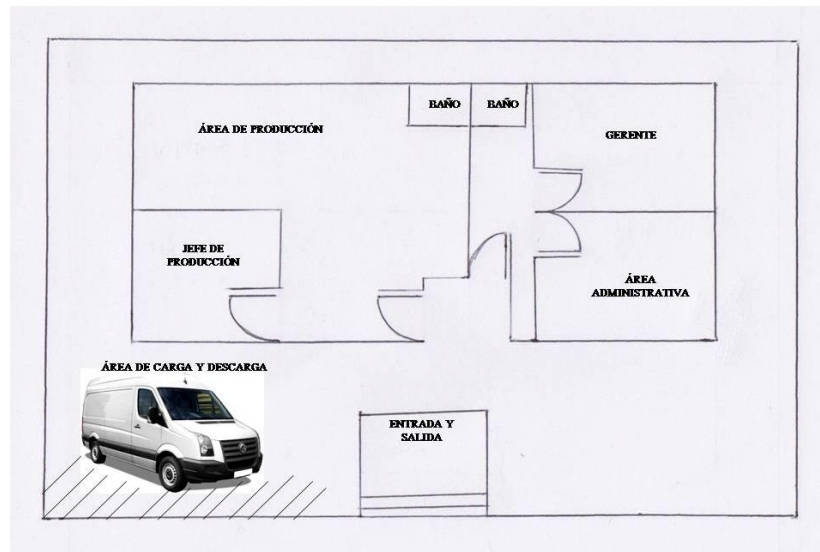 BAÑO
BAÑO
ÁREA DE PRODUCCIÓN
GERENTE
JEFE DE
PRODUCCIÓN
ÁREA
ADMINISTRATIVA
ÁREA DE CARGA Y DESCARGA
ENTRADA Y
SALIDA